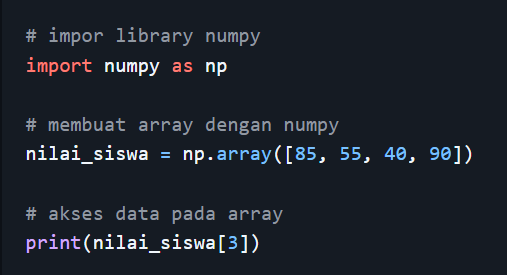 # impor library numpy
import numpy as np
# membuat array dengan numpy
nilai_siswa = np.array([85, 55, 40, 90])
# akses data pada array
print(nilai_siswa[3])